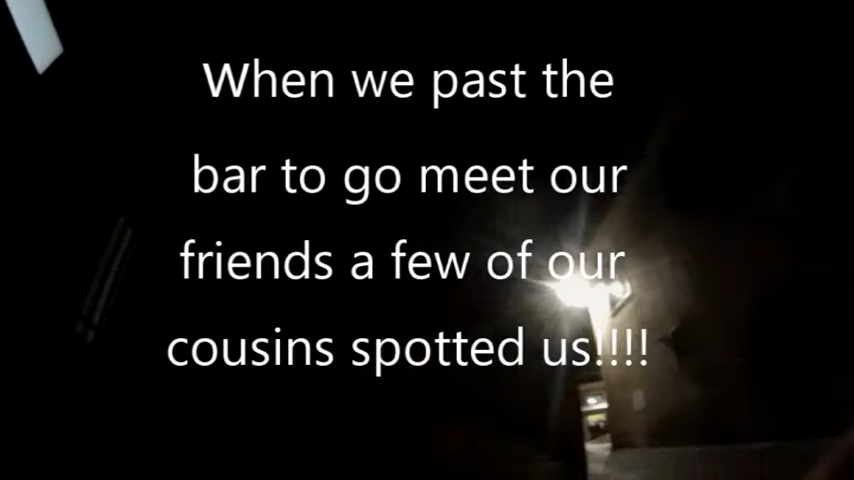 When we past the
bar to go meet our
friends a few of our
cousins spotted us!!!!